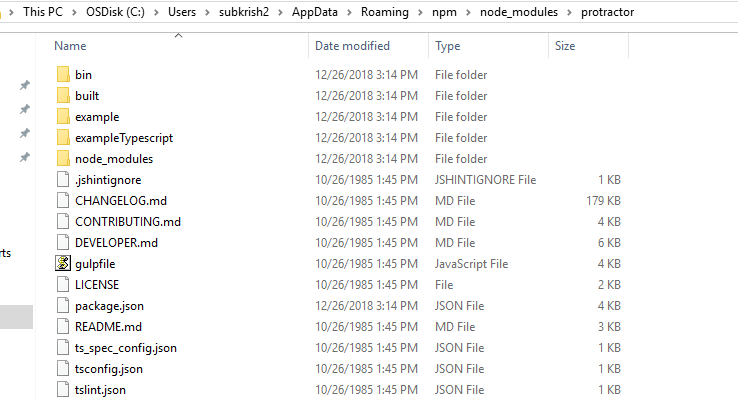 This PC > OSDisk (C:) > Users > subkrish2 > AppData > Roaming > npm > node_modules > protractor
Name Date modified Type Size
bin 12/26/2018 3:14 PM File folder
built 12/26/2018 3:14 PM File folder
example 12/26/2018 3:14 PM File folder
exampleTypescript 12/26/2018 3:14 PM File folder
node_modules 12/26/2018 3:14 PM File folder
.jshintignore 10/26/1985 1:45 PM JSHINTIGNORE File 1 KB
CHANGELOG.md 10/26/1985 1:45 PM MD File 179 KB
CONTRIBUTING.md 10/26/1985 1:45 PM MD File 4 KB
DEVELOPER.md 10/26/1985 1:45 PM MD File 6 KB
rts
gulpfile 10/26/1985 1:45 PM JavaScript File 4 KB
LICENSE 10/26/1985 1:45 PM File 2 KB
package.json 12/26/2018 3:14 PM JSON File 4 KB
README.md 10/26/1985 1:45 PM MD File 3 KB
ts_spec_config.json 10/26/1985 1:45 PM JSON File 1 KB
tsconfig.json 10/26/1985 1:45 PM JSON File 1 KB
tslint.json 10/26/1985 1:45 PM JSON File 1 KB